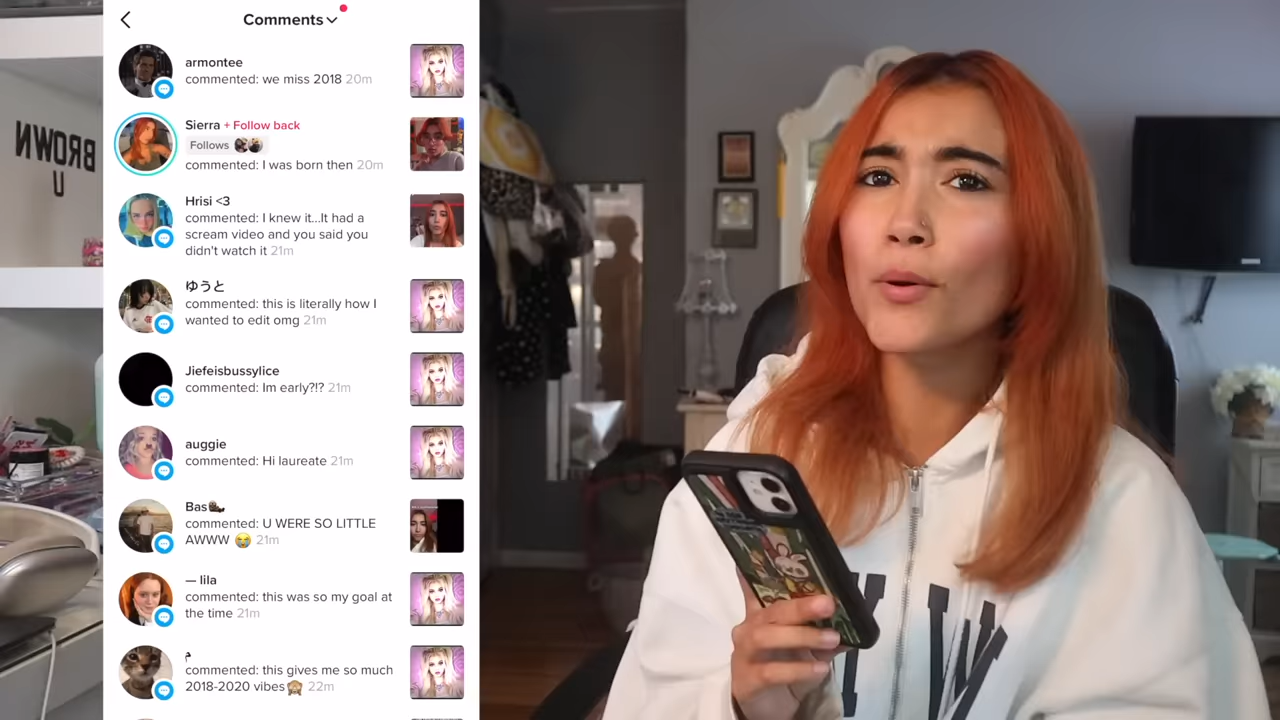 Comments
armontee
commented: we miss 2018 20m
Sierra + Follow back
Follows
commented: I was born then 20m
Hrisi <3
commented: I knew it...It had a
scream video and you said you
didn't watch it 21m
ゆうと
commented: this is literally how I
wanted to edit omg 21m
Jiefeisbussylice
commented: Im early?!? 21m
auggie
commented: Hi laureate 21m
Bas🦦
commented: U WERE SO LITTLE
AWWW 😭 21m
— lila
commented: this was so my goal at
the time 21m
م
commented: this gives me so much
2018-2020 vibes🙈 22m
BROWN
U